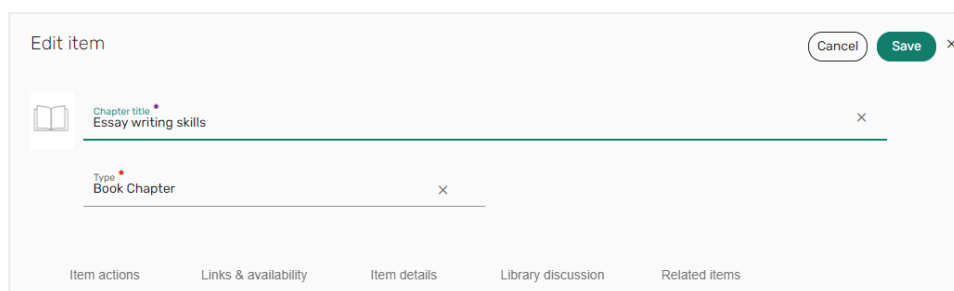 Edit item
Cancel Save ×
Chapter title *
Essay writing skills ×
Type *
Book Chapter ×
Item actions Links & availability Item details Library discussion Related items